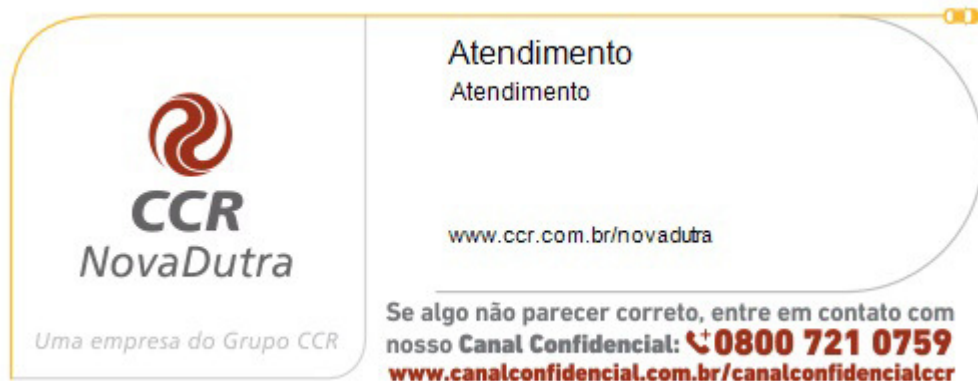 CCR
NovaDutra
Uma empresa do Grupo CCR
Atendimento
Atendimento
www.ccr.com.br/novadutra
Se algo não parecer correto, entre em contato com
nosso Canal Confidencial: 0800 721 0759
www.canalconfidencial.com.br/canalconfidencialccr